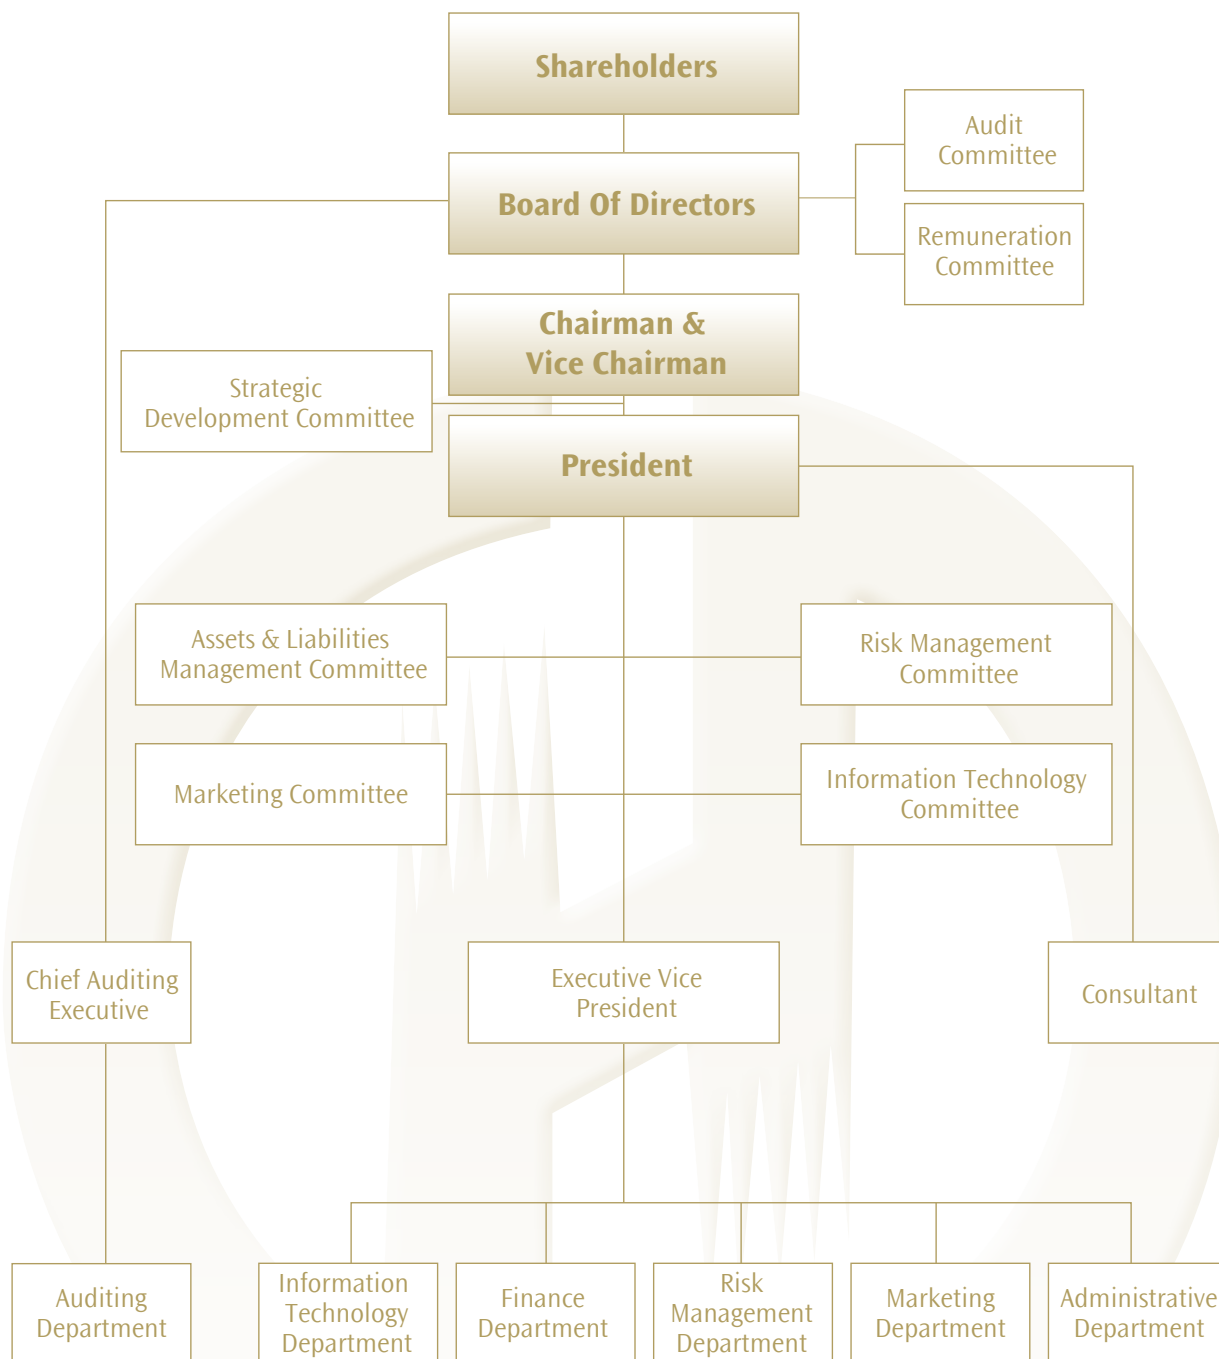 Shareholders
Audit
Committee
Board Of Directors
Remuneration
Committee
Chairman &
Vice Chairman
Strategic
Development Committee
President
Assets & Liabilities
Management Committee
Risk Management
Committee
Marketing Committee
Information Technology
Committee
Chief Auditing
Executive
Executive Vice
President
Consultant
Auditing
Department
Information
Technology
Department
Finance
Department
Risk
Management
Department
Marketing
Department
Administrative
Department